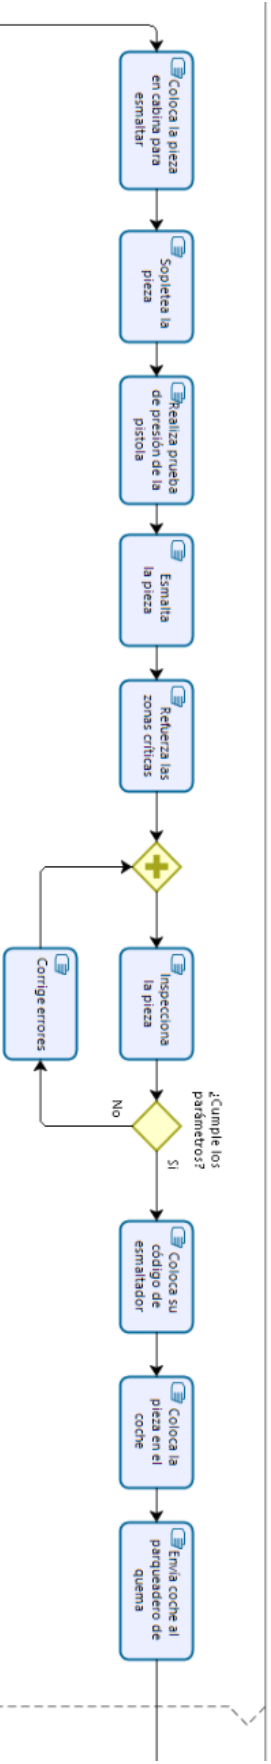 Coloca la pieza
en cabina para
esmaltar
Sopletea la
pieza
Realiza prueba
de presión de la
pistola
Esmalta
la pieza
Refuerza las
zonas críticas
Inspecciona
la pieza
Corrige errores
¿Cumple los
parámetros?
No
Si
Coloca su
código de
esmaltador
Coloca la
pieza en el
coche
Envía coche al
parqueadero de
quema